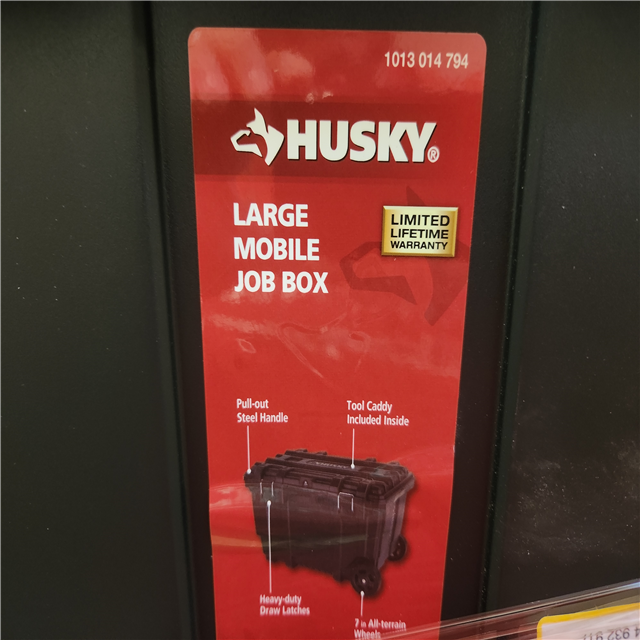 1013 014 794
HUSKY®
LARGE
MOBILE
JOB BOX
LIMITED
LIFETIME
WARRANTY
Pull-out
Steel Handle
Tool Caddy
Included Inside
HUSKY
Heavy-duty
Draw Latches
7 in All-terrain
Wheels